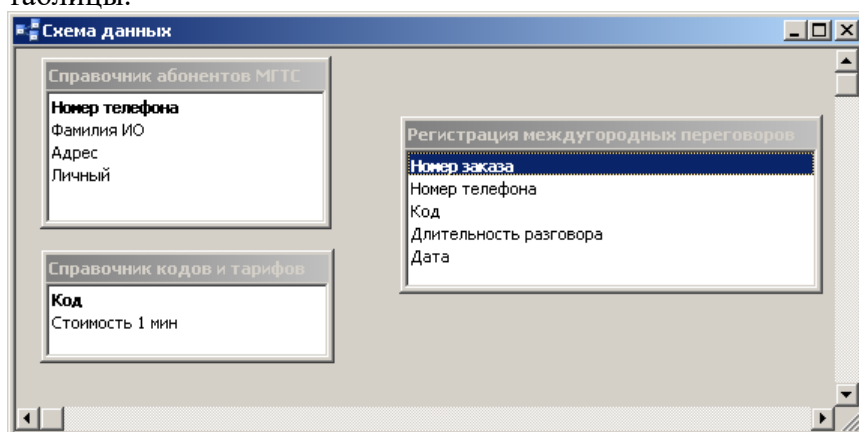 таблицы.
Схема данных
Справочник абонентов МГТС
Номер телефона
Фамилия ИО
Адрес
Личный
Регистрация междугородных переговоров
Номер заказа
Номер телефона
Код
Длительность разговора
Дата
Справочник кодов и тарифов
Код
Стоимость 1 мин